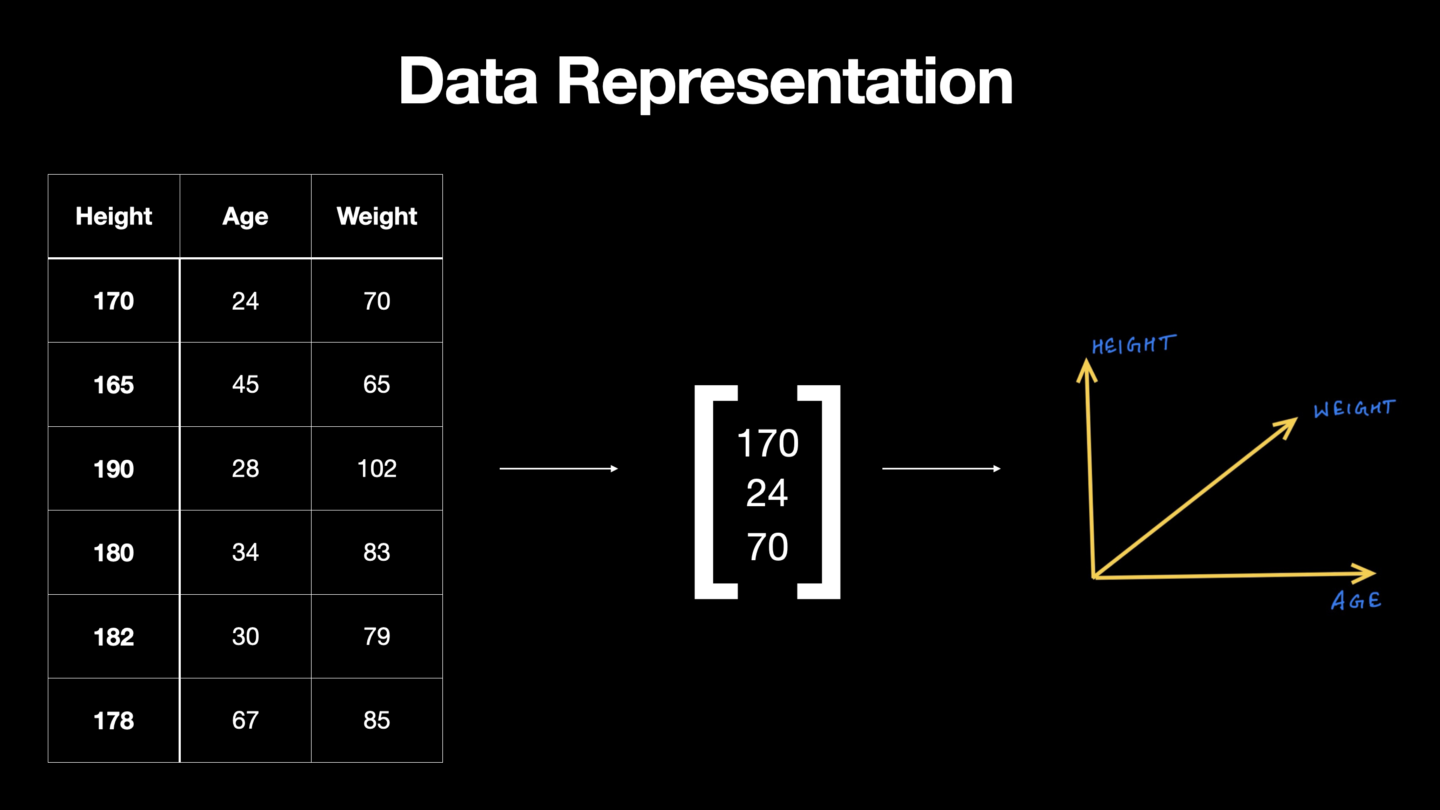 Data Representation
Height Age Weight
170 24 70
165 45 65
190 28 102
180 34 83
182 30 79
178 67 85
170
24
70
HEIGHT
WEIGHT
AGE